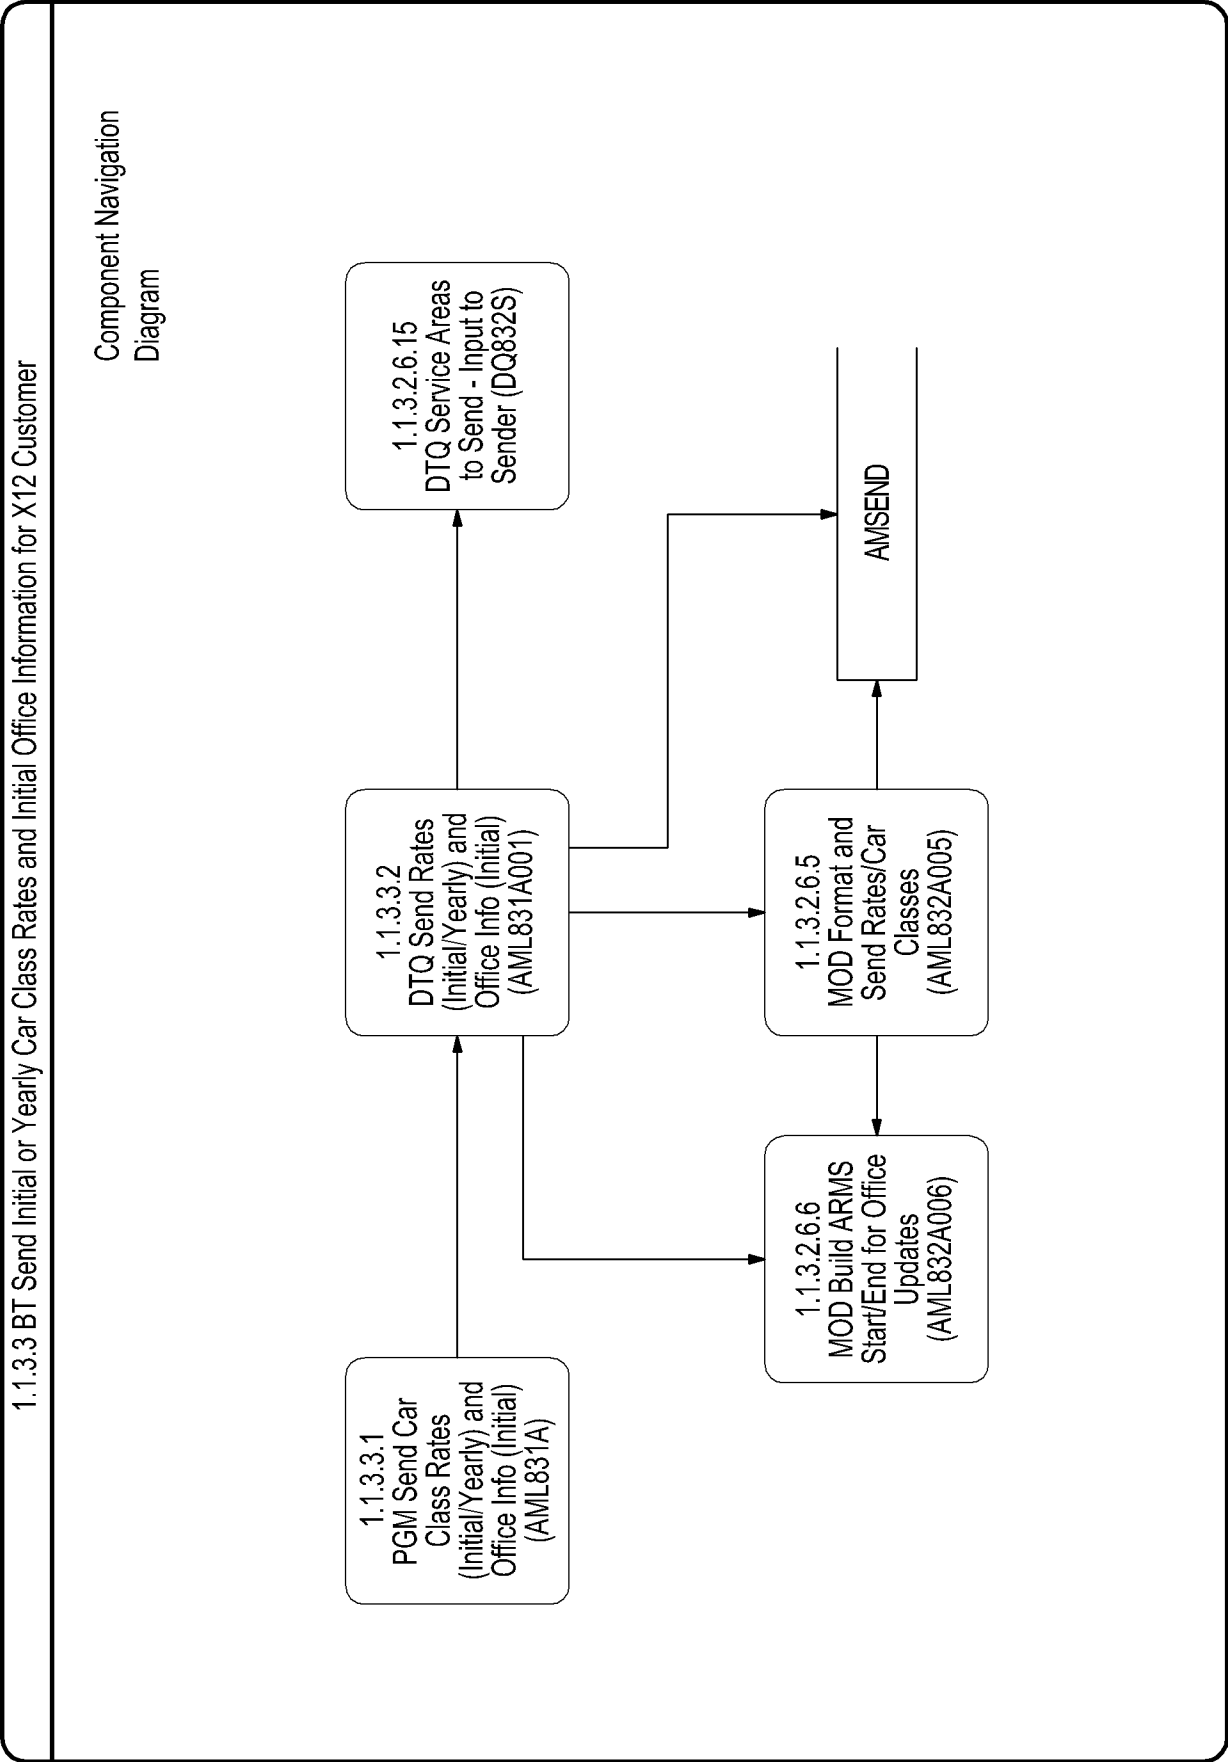 1.1.3.3 BT Send Initial or Yearly Car Class Rates and Initial Office Information for X12 Customer
Component Navigation
Diagram
1.1.3.3.1
PGM Send Car
Class Rates
(Initial/Yearly) and
Office Info (Initial)
(AML831A)
1.1.3.3.2
DTQ Send Rates
(Initial/Yearly) and
Office Info (Initial)
(AML831A001)
1.1.3.2.6.15
DTQ Service Areas
to Send - Input to
Sender (DQ832S)
1.1.3.2.6.6
MOD Build ARMS
Start/End for Office
Updates
(AML832A006)
1.1.3.2.6.5
MOD Format and
Send Rates/Car
Classes
(AML832A005)
AMSEND